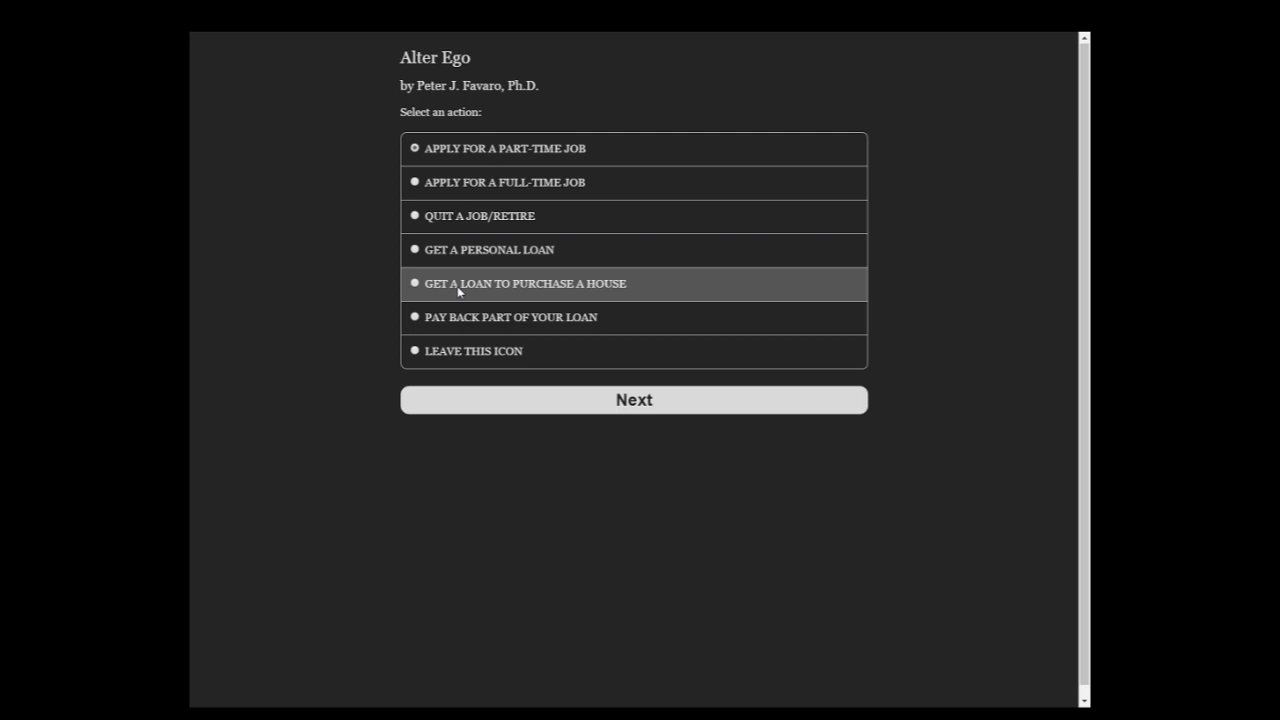 Alter Ego
by Peter J. Favaro, Ph.D.
Select an action:
APPLY FOR A PART-TIME JOB
APPLY FOR A FULL-TIME JOB
QUIT A JOB/RETIRE
GET A PERSONAL LOAN
GET A LOAN TO PURCHASE A HOUSE
PAY BACK PART OF YOUR LOAN
LEAVE THIS ICON
Next